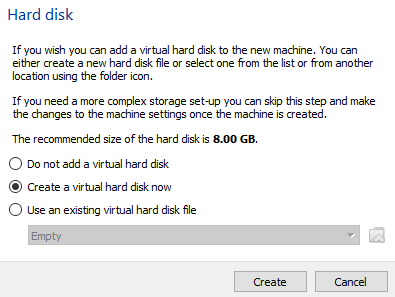 Hard disk
If you wish you can add a virtual hard disk to the new machine. You can
either create a new hard disk file or select one from the list or from another
location using the folder icon.
If you need a more complex storage set-up you can skip this step and make
the changes to the machine settings once the machine is created.
The recommended size of the hard disk is 8.00 GB.
Do not add a virtual hard disk
Create a virtual hard disk now
Use an existing virtual hard disk file
Empty
Create Cancel